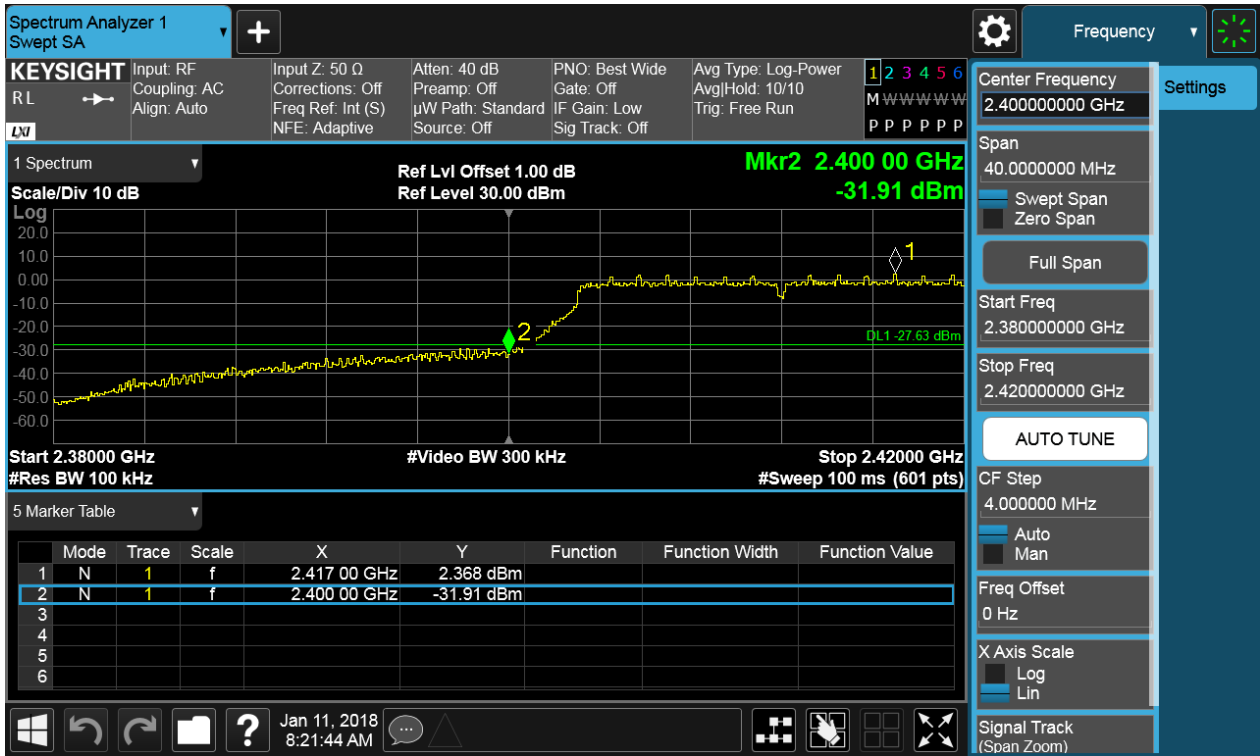 Spectrum Analyzer 1
Swept SA
+
Frequency
KEYSIGHT
R L
LXI
Input: RF
Coupling: AC
Align: Auto
Input Z: 50 Ω
Corrections: Off
Freq Ref: Int (S)
NFE: Adaptive
Atten: 40 dB
Preamp: Off
µW Path: Standard
Source: Off
PNO: Best Wide
Gate: Off
IF Gain: Low
Sig Track: Off
Avg Type: Log-Power
Avg|Hold: 10/10
Trig: Free Run
1 2 3 4 5 6
M W W W W W
P P P P P P
1 Spectrum
Scale/Div 10 dB
Ref Lvl Offset 1.00 dB
Ref Level 30.00 dBm
Mkr2 2.400 00 GHz
-31.91 dBm
Log
20.0
10.0
0.00
-10.0
-20.0
-30.0
-40.0
-50.0
-60.0
1
2
DL1 -27.63 dBm
Start 2.38000 GHz
#Video BW 300 kHz
Stop 2.42000 GHz
#Res BW 100 kHz
#Sweep 100 ms (601 pts)
5 Marker Table
Mode Trace Scale X Y Function Function Width Function Value
1 N 1 f 2.417 00 GHz 2.368 dBm
2 N 1 f 2.400 00 GHz -31.91 dBm
3
4
5
6
?
Jan 11, 2018
8:21:44 AM
Center Frequency
2.400000000 GHz
Settings
Span
40.0000000 MHz
Swept Span
Zero Span
Full Span
Start Freq
2.380000000 GHz
Stop Freq
2.420000000 GHz
AUTO TUNE
CF Step
4.000000 MHz
Auto
Man
Freq Offset
0 Hz
X Axis Scale
Log
Lin
Signal Track
(Span Zoom)